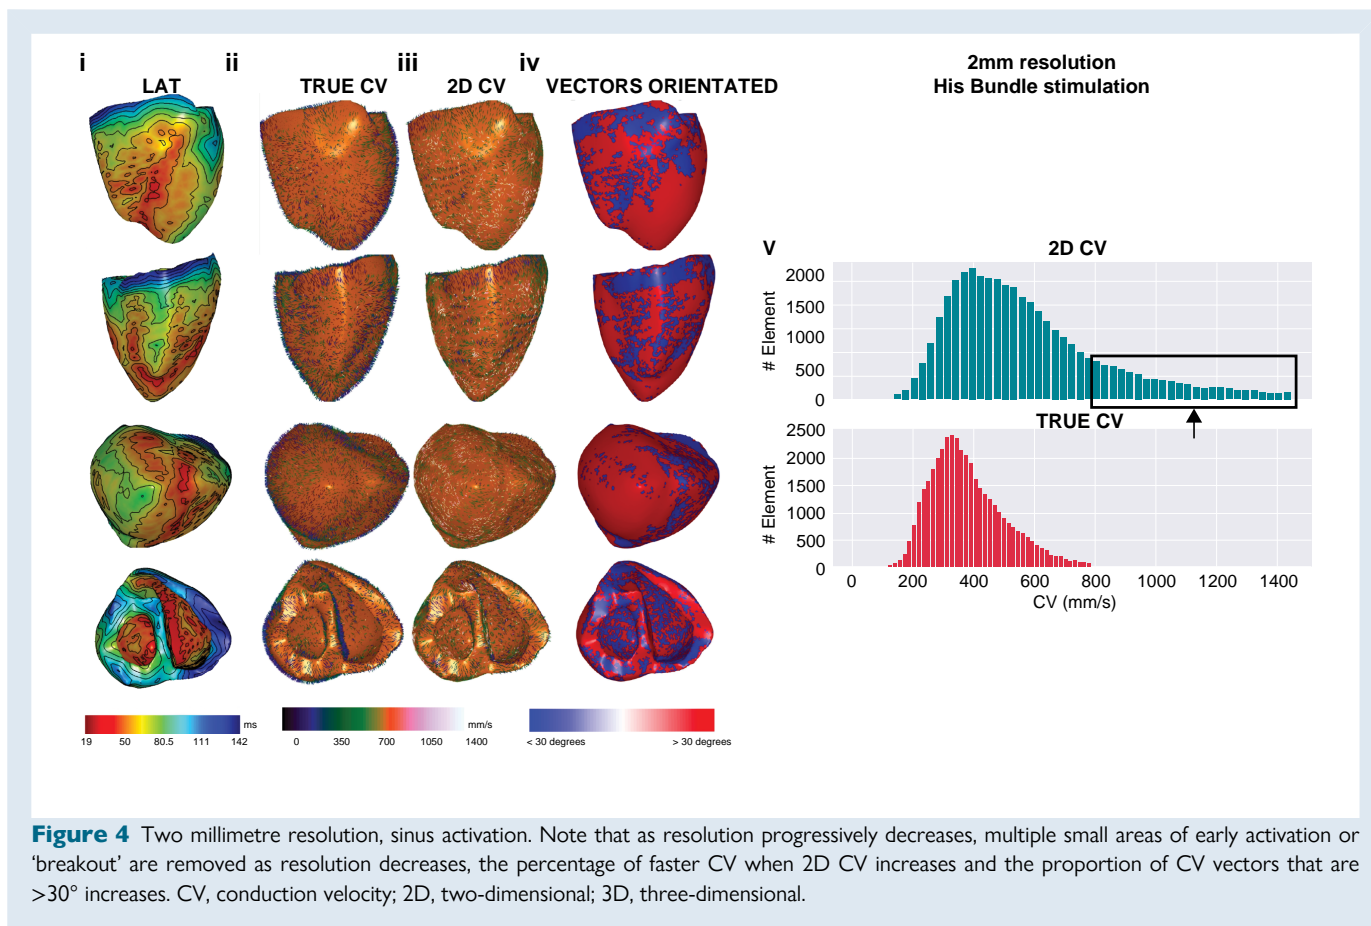 i
ii
iii
iv
LAT
TRUE CV
2D CV
VECTORS ORIENTATED
2mm resolution
His Bundle stimulation
V
2D CV
2000
1500
1000
500
0
# Element
TRUE CV
2500
2000
1500
1000
500
0
# Element
0 200 400 600 800 1000 1200 1400
CV (mm/s)
ms
19 50 80.5 111 142
mm/s
0 350 700 1050 1400
< 30 degrees > 30 degrees
Figure 4 Two millimetre resolution, sinus activation. Note that as resolution progressively decreases, multiple small areas of early activation or
‘breakout’ are removed as resolution decreases, the percentage of faster CV when 2D CV increases and the proportion of CV vectors that are
>30° increases. CV, conduction velocity; 2D, two-dimensional; 3D, three-dimensional.